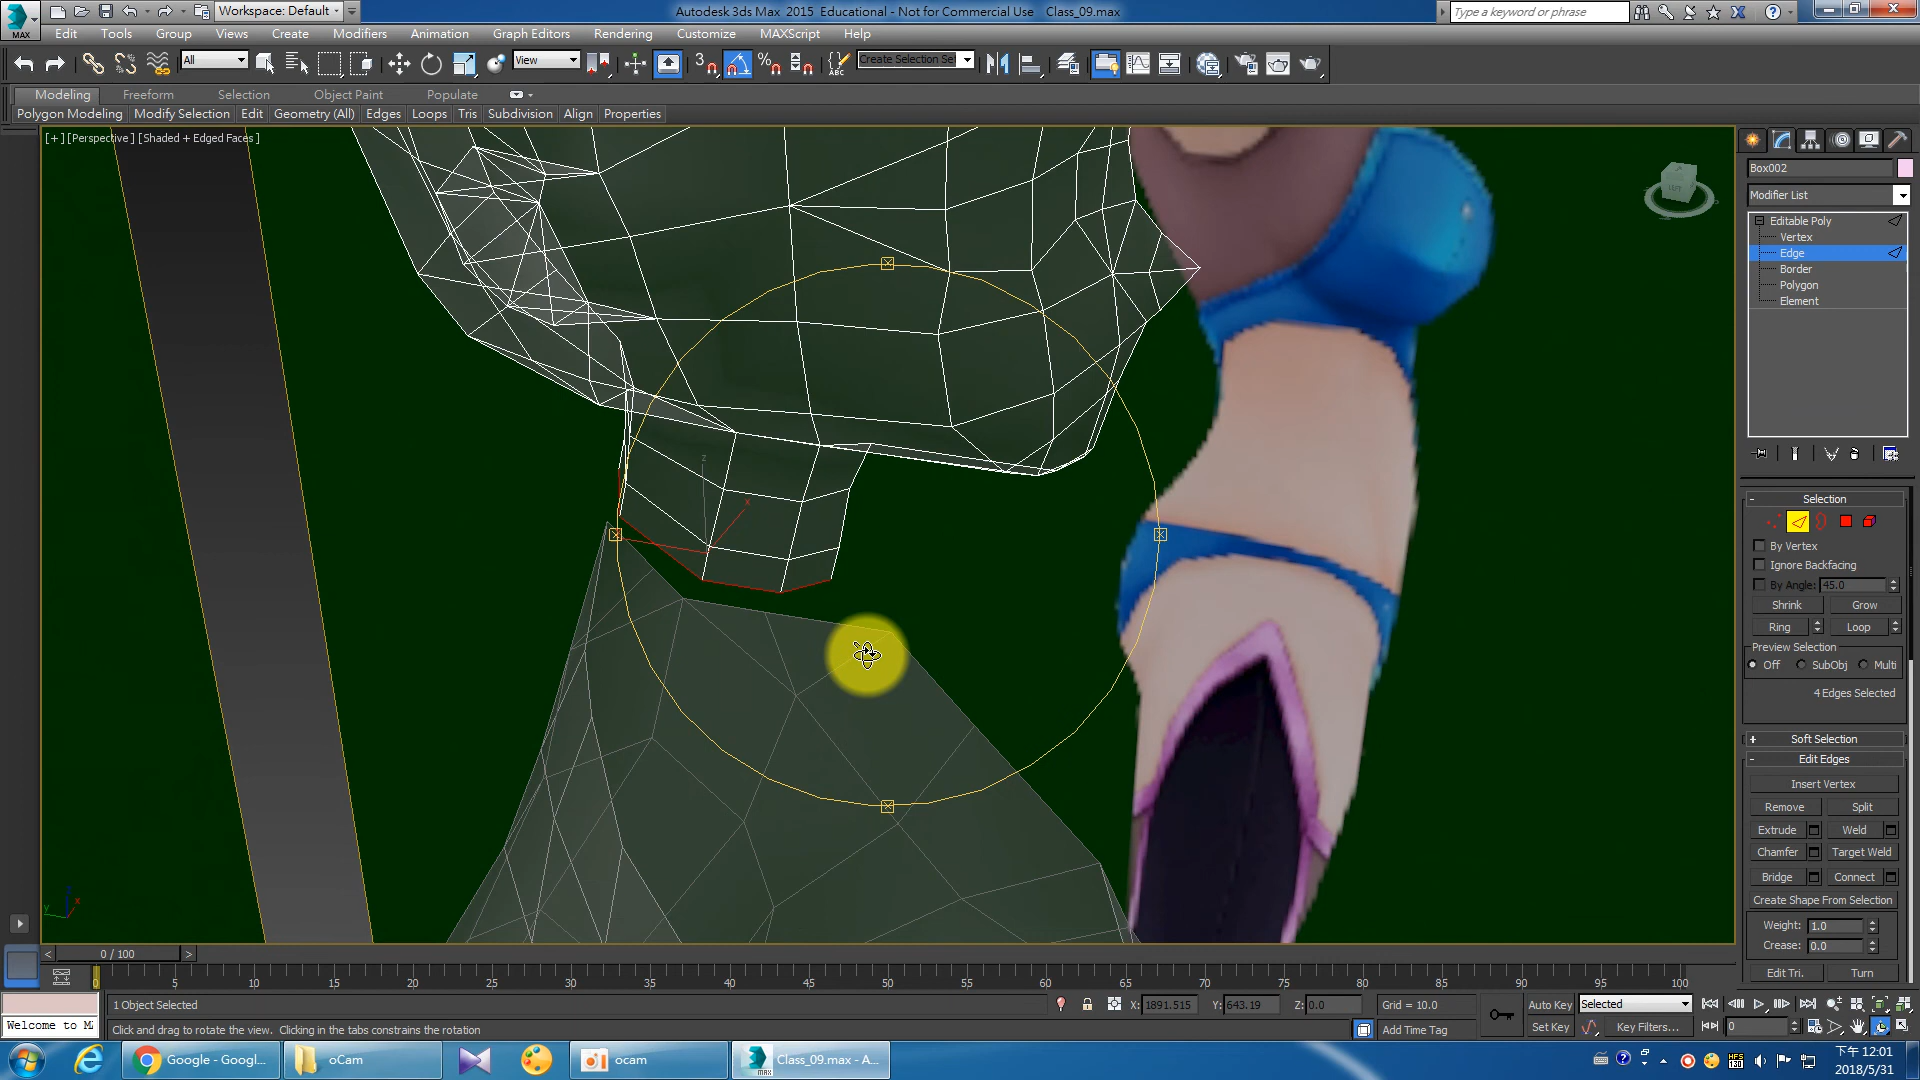 Workspace: Default
Autodesk 3ds Max 2015 Educational - Not for Commercial Use Class_09.max
Type a keyword or phrase
MAX
Edit Tools Group Views Create Modifiers Animation Graph Editors Rendering Customize MAXScript Help
All
View
3
ABC
Create Selection Se
Modeling Freeform Selection Object Paint Populate
Polygon Modeling Modify Selection Edit Geometry (All) Edges Loops Tris Subdivision Align Properties
[+] [Perspective] [Shaded + Edged Faces]
Box002
Modifier List
Editable Poly
Vertex
Edge
Border
Polygon
Element
Selection
By Vertex
Ignore Backfacing
By Angle: 45.0
Shrink Grow
Ring Loop
Preview Selection
Off SubObj Multi
4 Edges Selected
Soft Selection
Edit Edges
Insert Vertex
Remove Split
Extrude Weld
Chamfer Target Weld
Bridge Connect
Create Shape From Selection
Weight: 1.0
Crease: 0.0
Edit Tri. Turn
z
x
y x
< 0 / 100 >
0 5 10 15 20 25 30 35 40 45 50 55 60 65 70 75 80 85 90 95 100
1 Object Selected
X: 1891.515 Y: 643.19 Z: 0.0 Grid = 10.0 Auto Key Selected
Welcome to M
Click and drag to rotate the view. Clicking in the tabs constrains the rotation
Add Time Tag Set Key Key Filters... 0
Google - Googl... oCam ocam Class_09.max - A...
下午 12:01
2018/5/31